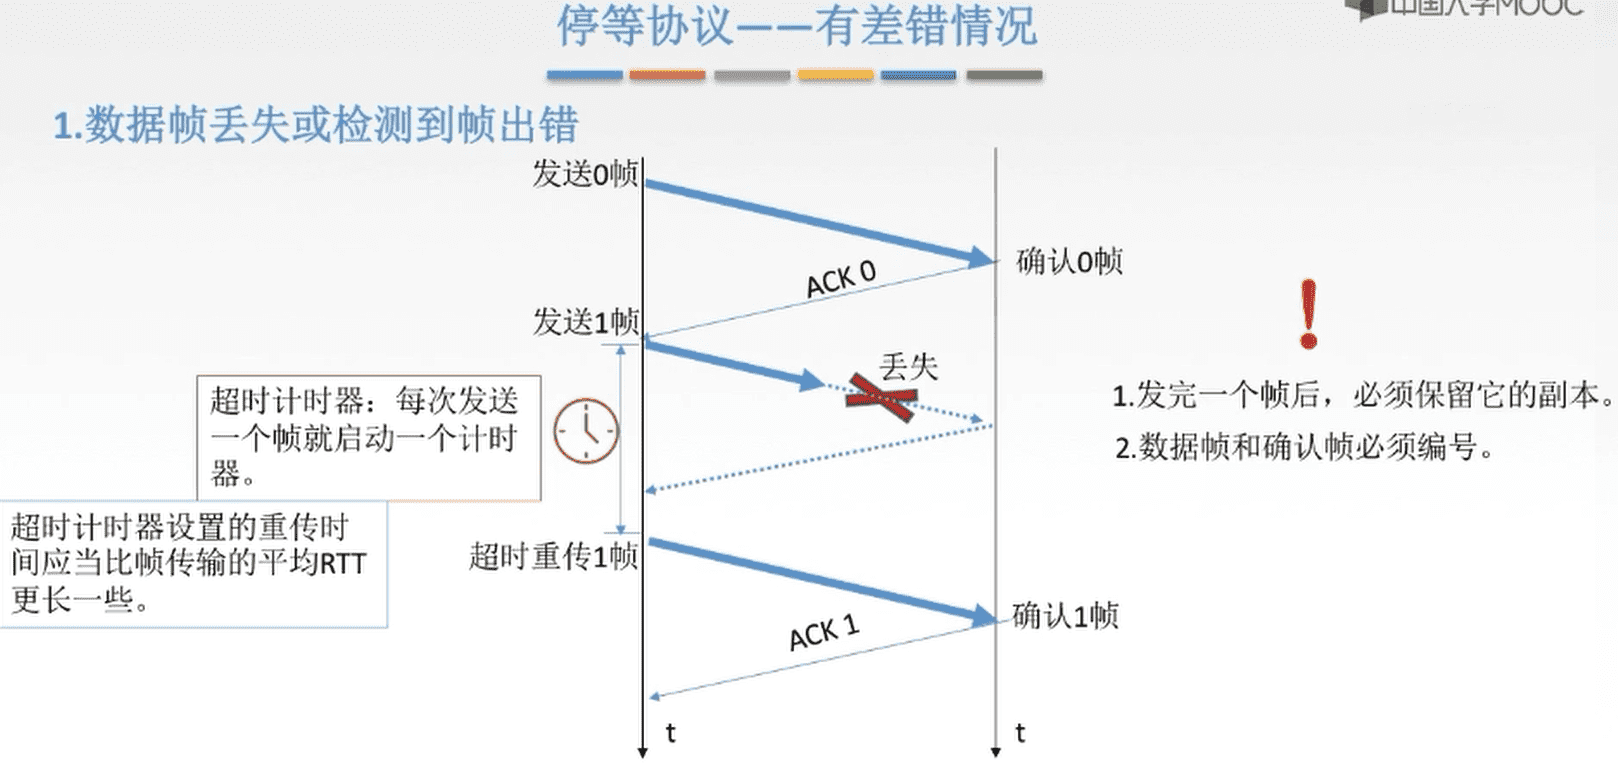 中国大学MOOC
停等协议——有差错情况
1.数据帧丢失或检测到帧出错
发送0帧
确认0帧
ACK 0
发送1帧
丢失
超时计时器：每次发送
一个帧就启动一个计时
器。
1.发完一个帧后，必须保留它的副本。
2.数据帧和确认帧必须编号。
超时计时器设置的重传时
间应当比帧传输的平均RTT
更长一些。
超时重传1帧
确认1帧
ACK 1
t
t